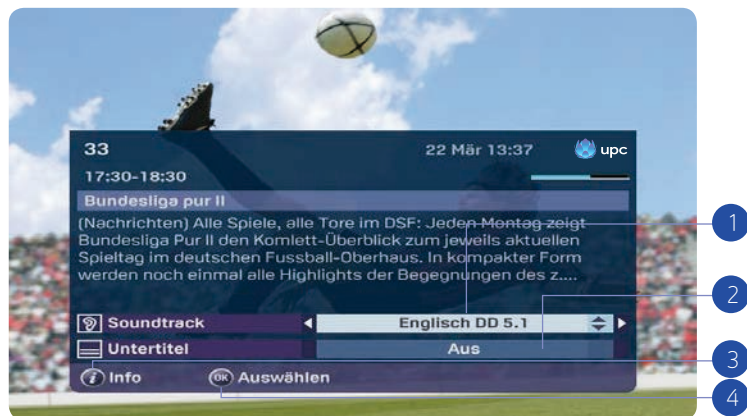 33 22 Mär 13:37 upc
17:30-18:30
Bundesliga pur II
(Nachrichten) Alle Spiele, alle Tore im DSF: Jeden Montag zeigt
Bundesliga Pur II den Komlett-Überblick zum jeweils aktuellen
Spieltag im deutschen Fussball-Oberhaus. In kompakter Form
werden noch einmal alle Highlights der Begegnungen des z....
Soundtrack Englisch DD 5.1
Untertitel Aus
i Info OK Auswählen
1
2
3
4